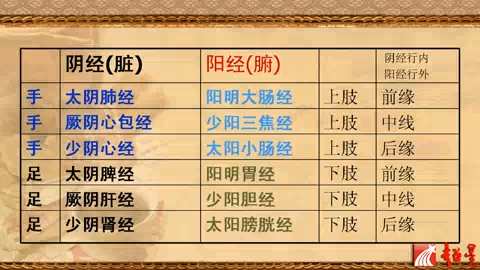 阴经(脏) 阳经(腑) 阴经行内
阳经行外
手 太阴肺经 阳明大肠经 上肢 前缘
手 厥阴心包经 少阳三焦经 上肢 中线
手 少阴心经 太阳小肠经 上肢 后缘
足 太阴脾经 阳明胃经 下肢 前缘
足 厥阴肝经 少阳胆经 下肢 中线
足 少阴肾经 太阳膀胱经 下肢 后缘
超星